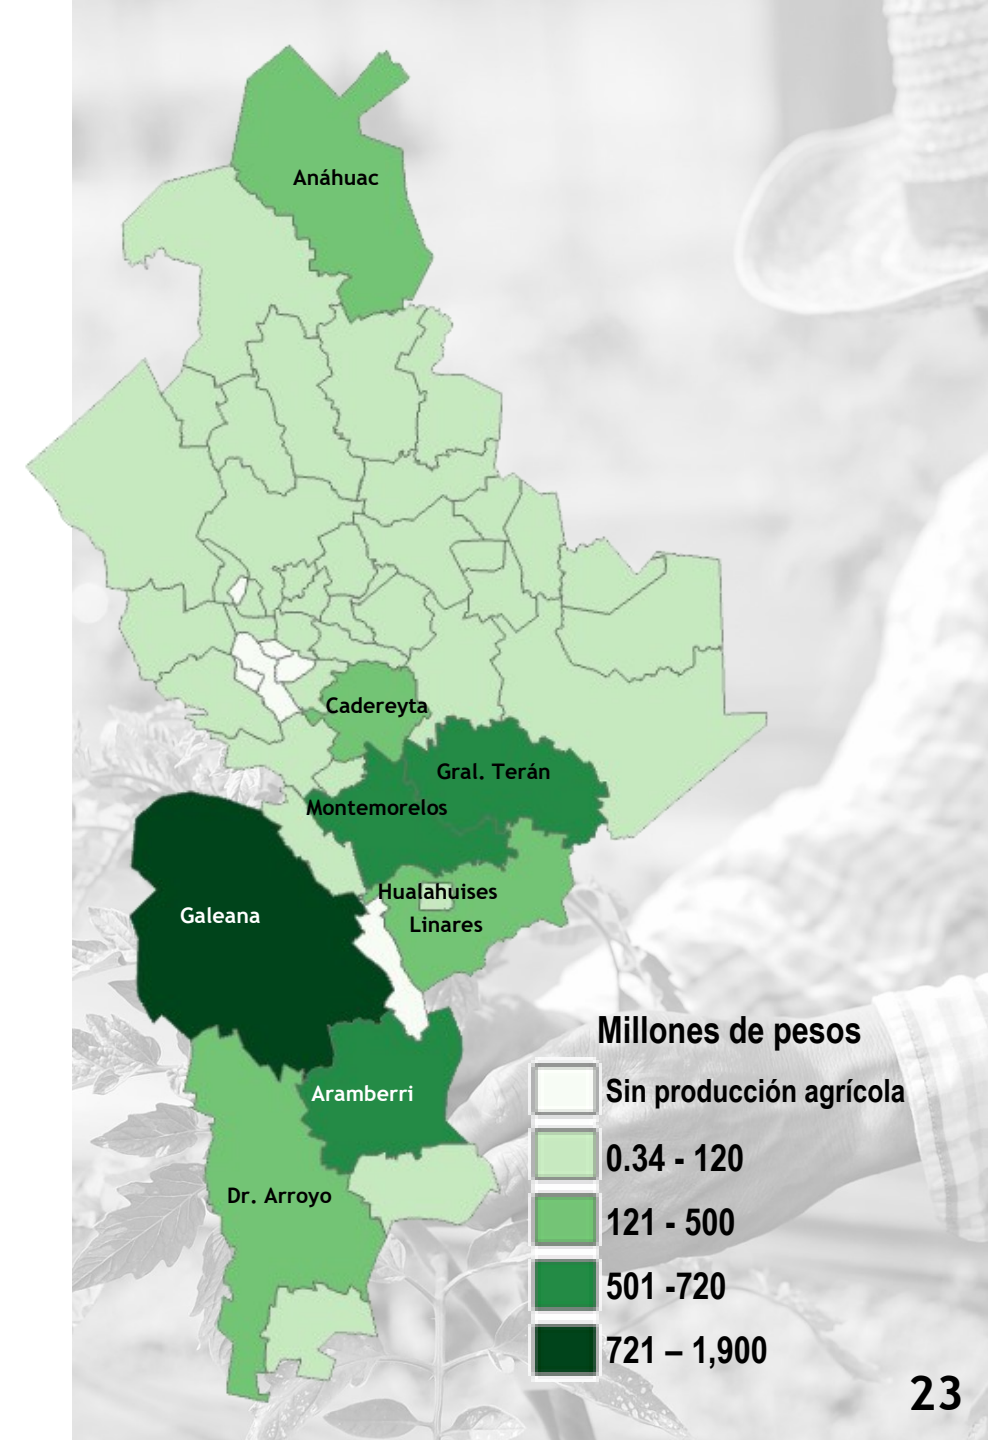 Anáhuac
Cadereyta
Gral. Terán
Montemorelos
Hualahuises
Galeana
Linares
Millones de pesos
Sin producción agrícola
Aramberri
0.34 - 120
Dr. Arroyo
121 - 500
501 -720
721 – 1,900
23